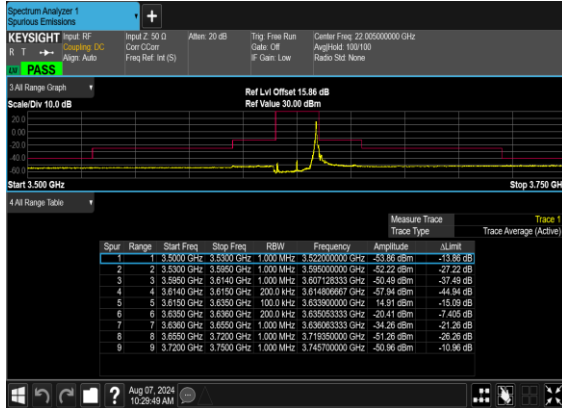 Spectrum Analyzer 1
Spurious Emissions
+
KEYSIGHT Input: RF Input Z: 50 Ω Atten: 20 dB Trig: Free Run Center Freq: 22.005000000 GHz
R T Coupling: DC Corr CCorr Gate: Off Avg|Hold: 100/100
Align: Auto Freq Ref: Int (S) IF Gain: Low Radio Std: None
PASS
3 All Range Graph
Ref Lvl Offset 15.86 dB
Scale/Div 10.0 dB Ref Value 30.00 dBm
20.0
0.00
-20.0
-40.0
-60.0
Start 3.500 GHz Stop 3.750 GH
4 All Range Table
Measure Trace Trace 1
Trace Type Trace Average (Active)
Spur Range Start Freq Stop Freq RBW Frequency Amplitude ΔLimit
1 1 3.5000 GHz 3.5300 GHz 1.000 MHz 3.522000000 GHz -53.86 dBm -13.86 dB
2 2 3.5300 GHz 3.5950 GHz 1.000 MHz 3.595000000 GHz -52.22 dBm -27.22 dB
3 3 3.5950 GHz 3.6140 GHz 1.000 MHz 3.607128333 GHz -50.49 dBm -37.49 dB
4 4 3.6140 GHz 3.6150 GHz 200.0 kHz 3.614806667 GHz -57.94 dBm -44.94 dB
5 5 3.6150 GHz 3.6350 GHz 100.0 kHz 3.633900000 GHz 14.91 dBm -15.09 dB
6 6 3.6350 GHz 3.6360 GHz 200.0 kHz 3.635053333 GHz -20.41 dBm -7.405 dB
7 7 3.6360 GHz 3.6550 GHz 1.000 MHz 3.636063333 GHz -34.26 dBm -21.26 dB
8 8 3.6550 GHz 3.7200 GHz 1.000 MHz 3.719350000 GHz -51.26 dBm -26.26 dB
9 9 3.7200 GHz 3.7500 GHz 1.000 MHz 3.745700000 GHz -50.96 dBm -10.96 dB
? Aug 07, 2024
10:29:49 AM